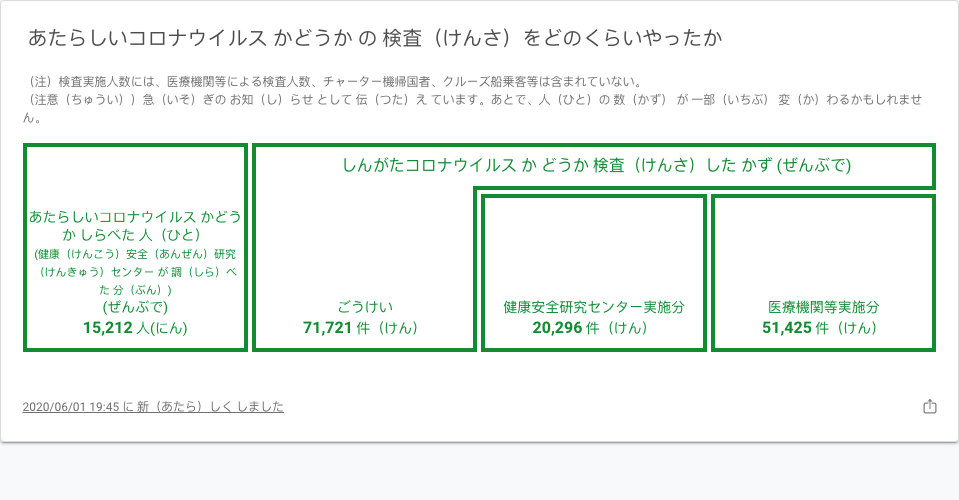 あたらしいコロナウイルス かどうか の 検査（けんさ）をどのくらいやったか
（注）検査実施人数には、医療機関等による検査人数、チャーター機帰国者、クルーズ船乗客等は含まれていない。
（注意（ちゅうい））急（いそ）ぎの お知（し）らせ として 伝（つた）え ています。あとで、人（ひと）の 数（かず） が 一部（いちぶ） 変（か）わるかもしれませ
ん。
あたらしいコロナウイルス かどう
か しらべた 人（ひと）
(健康（けんこう）安全（あんぜん）研究
（けんきゅう）センター が 調（しら）べ
た 分（ぶん）)
(ぜんぶで)
15,212 人(にん)
しんがたコロナウイルス か どうか 検査（けんさ）した かず (ぜんぶで)
ごうけい
71,721 件（けん）
健康安全研究センター実施分
20,296 件（けん）
医療機関等実施分
51,425 件（けん）
2020/06/01 19:45 に 新（あたら）しく しました